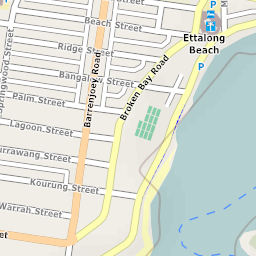 Beach Street
Ettalong
Beach
Ridge Street
Street
P
Palm Street
Barrenjoey Road
Broken Bay Road
Lagoon Street
Kourung Street
Warrah Street
P